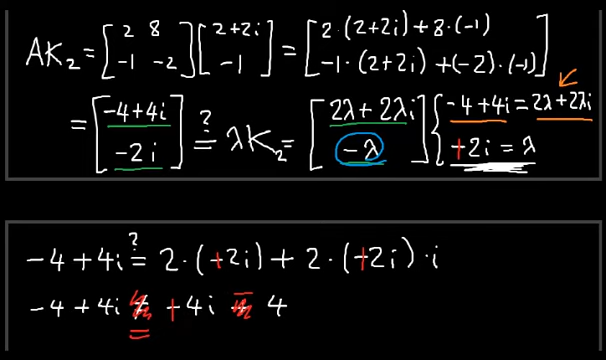 AK₂ = [2 8; -1 -2] [2+2i; -1] = [2·(2+2i)+8·(-1); -1·(2+2i)+(-2)·(-1)]
= [-4+4i; -2i] ?= λK₂ = [2λ+2λi; -λ] { -4+4i = 2λ+2λi; +2i = λ
-4+4i ?= 2·(+2i)+2·(+2i)·i
-4+4i = +4i - 4